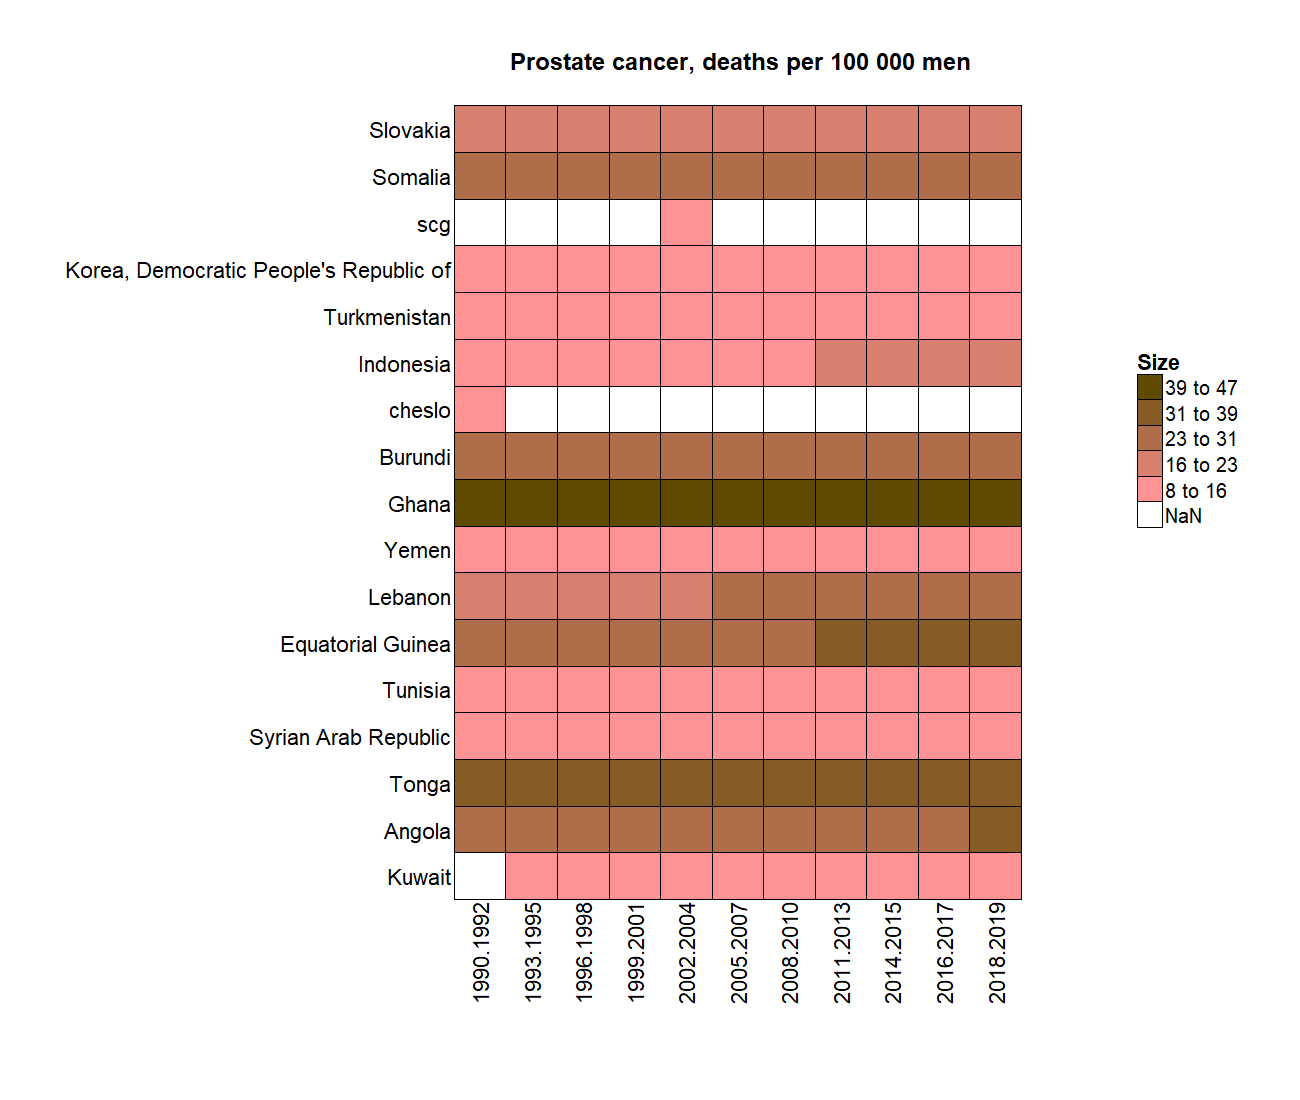 Prostate cancer, deaths per 100 000 men
Slovakia
Somalia
scg
Korea, Democratic People's Republic of
Turkmenistan
Indonesia
cheslo
Burundi
Ghana
Yemen
Lebanon
Equatorial Guinea
Tunisia
Syrian Arab Republic
Tonga
Angola
Kuwait
1990.1992
1993.1995
1996.1998
1999.2001
2002.2004
2005.2007
2008.2010
2011.2013
2014.2015
2016.2017
2018.2019
Size
39 to 47
31 to 39
23 to 31
16 to 23
8 to 16
NaN